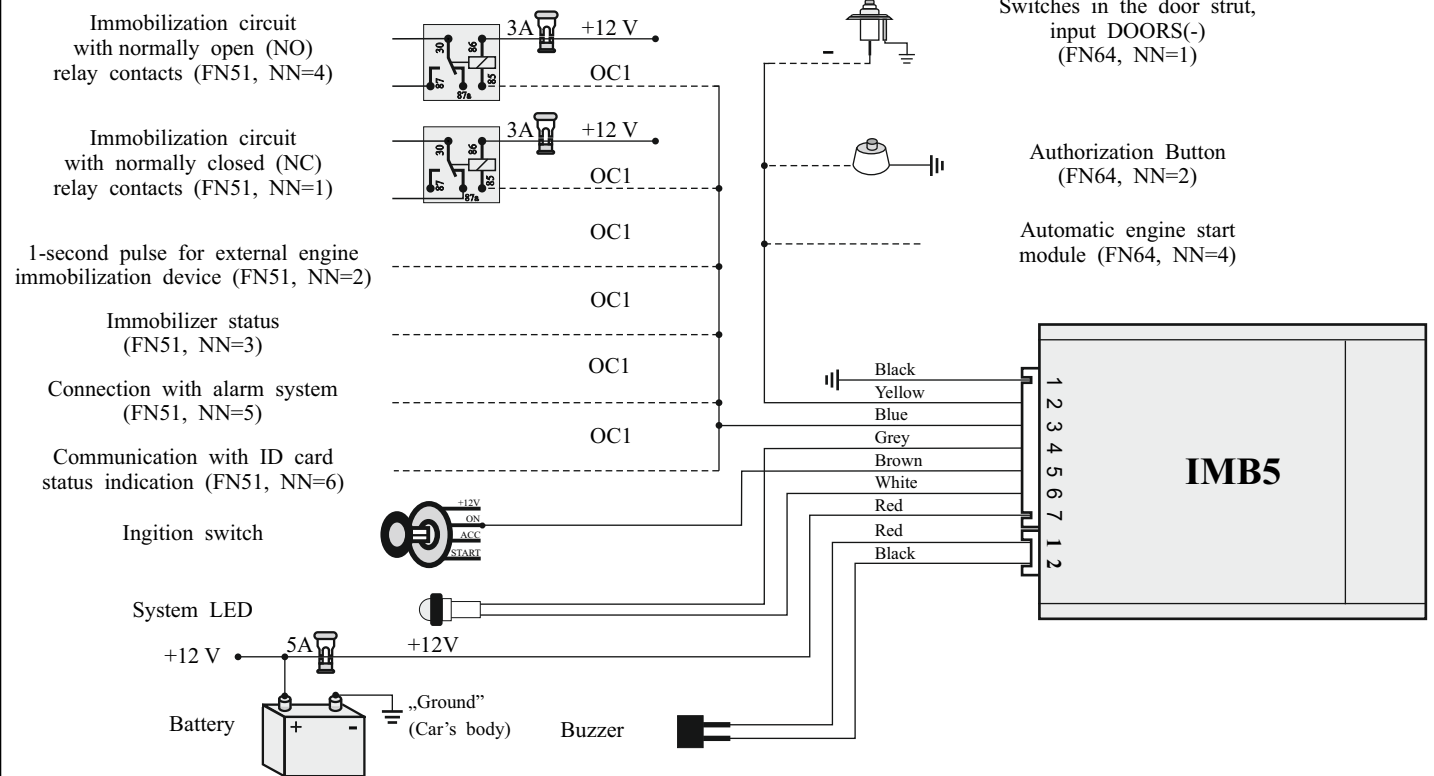 Immobilization circuit
with normally open (NO)
relay contacts (FN51, NN=4)
30
86
87
87a
85
3A
+12 V
OC1
Immobilization circuit
with normally closed (NC)
relay contacts (FN51, NN=1)
30
86
87
87a
85
3A
+12 V
OC1
1-second pulse for external engine
immobilization device (FN51, NN=2)
OC1
Immobilizer status
(FN51, NN=3)
OC1
Connection with alarm system
(FN51, NN=5)
OC1
Communication with ID card
status indication (FN51, NN=6)
OC1
Ingition switch
+12V
ON
ACC
START
System LED
+12 V
5A
+12V
Battery
+ -
„Ground”
(Car's body)
Buzzer
Switches in the door strut,
input DOORS(-)
(FN64, NN=1)
-
Authorization Button
(FN64, NN=2)
Automatic engine start
module (FN64, NN=4)
Black 1
Yellow 2
Blue 3
Grey 4
Brown 5
White 6
Red 7
Red 1
Black 2
IMB5